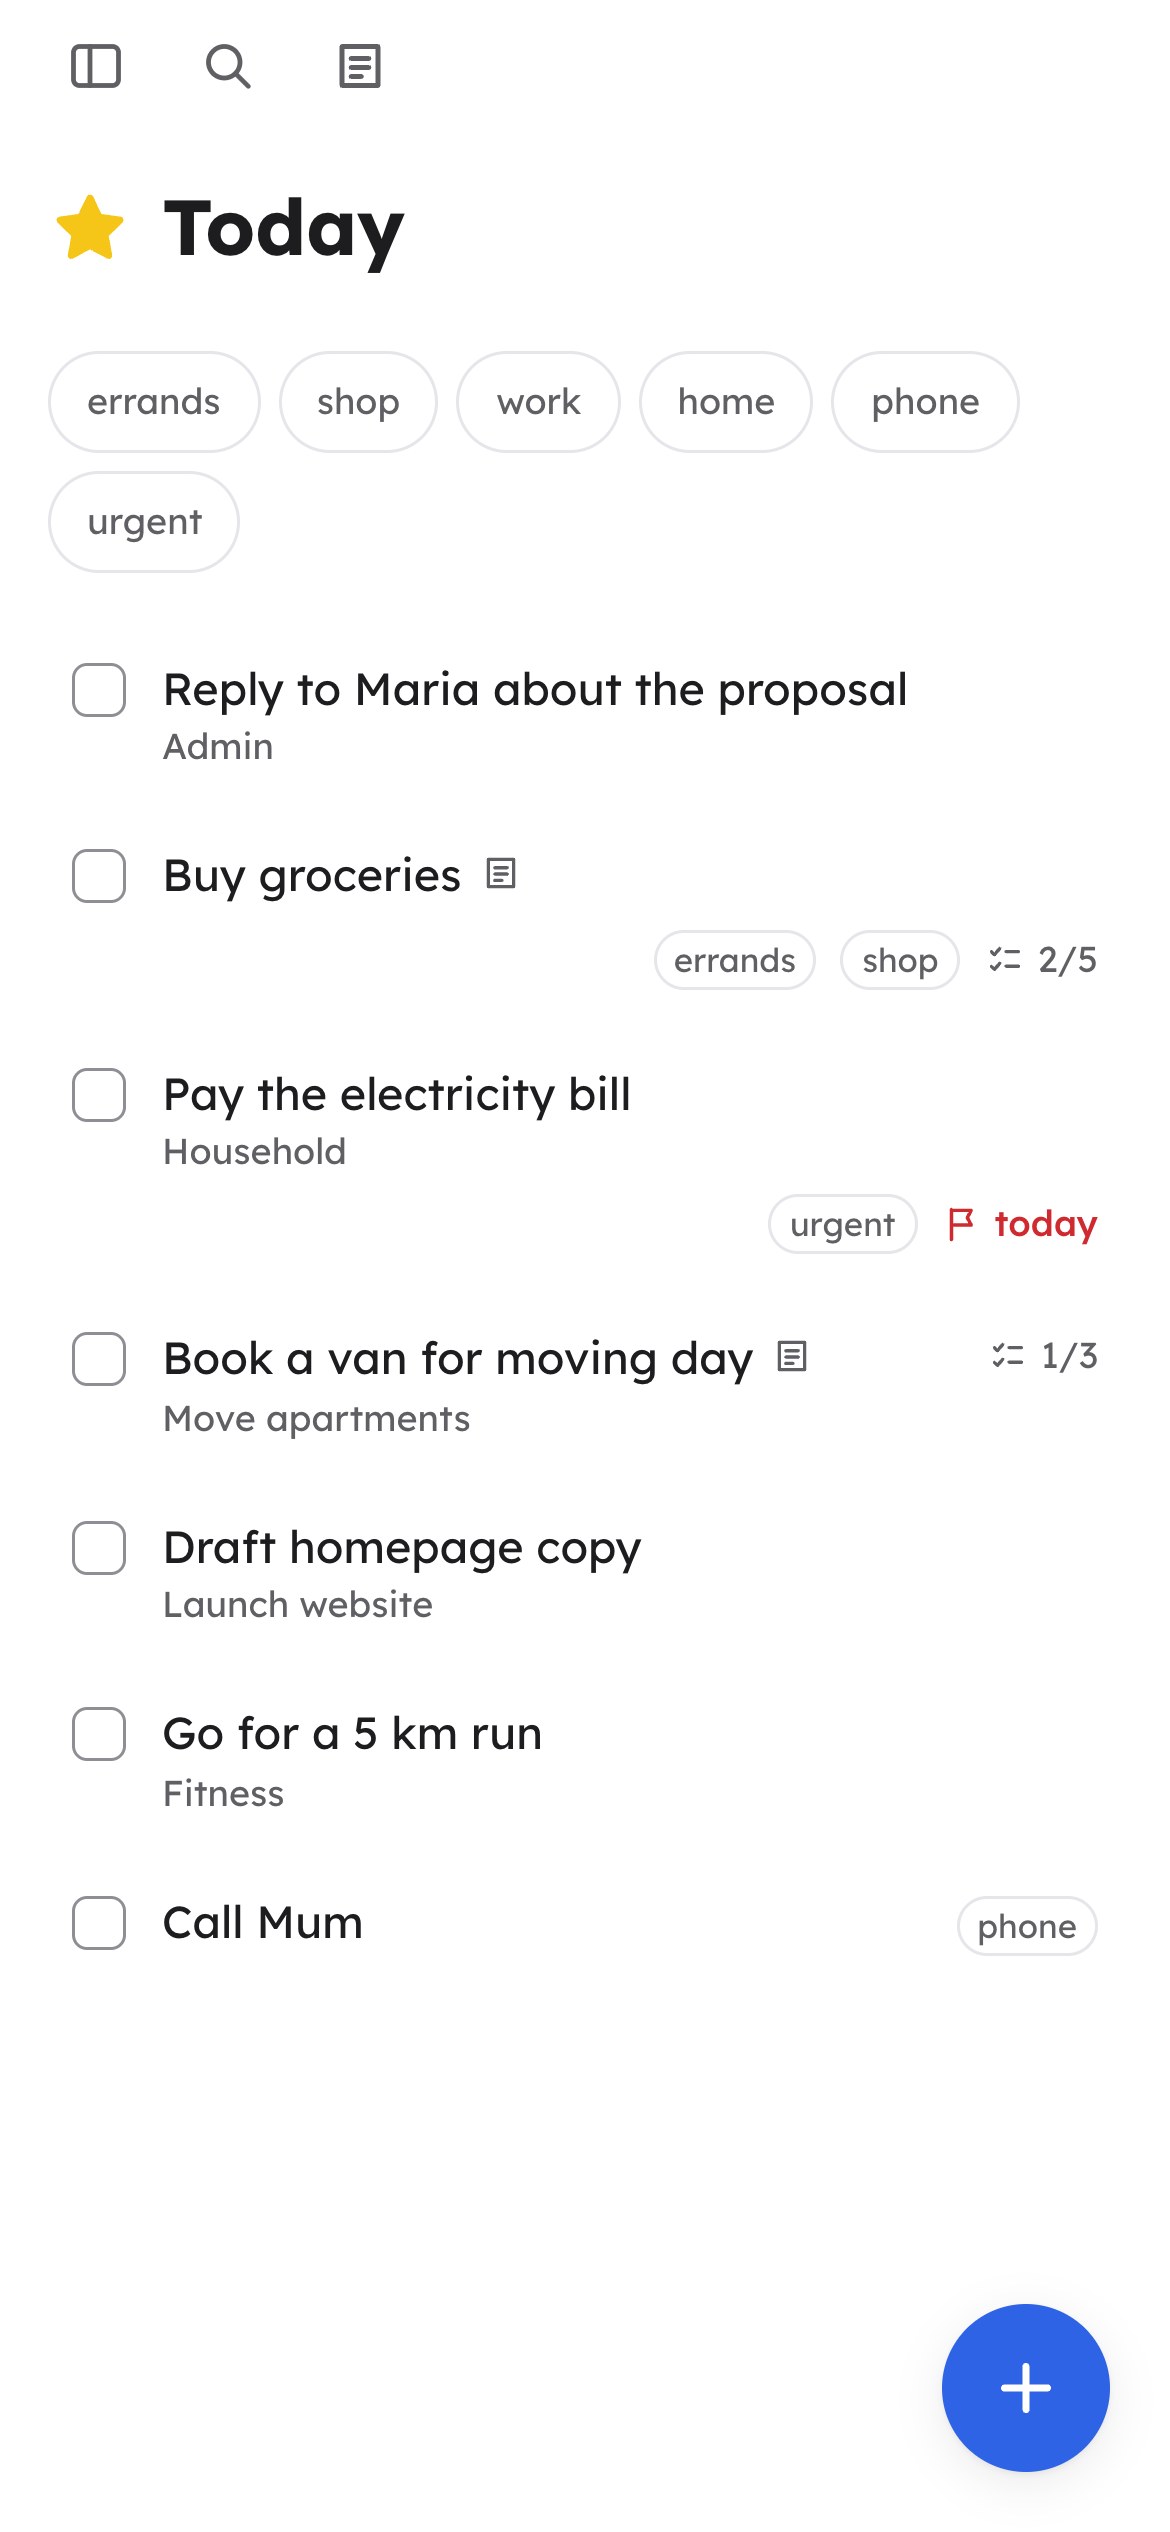 Today
errands shop work home phone
urgent
Reply to Maria about the proposal
Admin
Buy groceries
errands shop 2/5
Pay the electricity bill
Household
urgent today
Book a van for moving day 1/3
Move apartments
Draft homepage copy
Launch website
Go for a 5 km run
Fitness
Call Mum phone